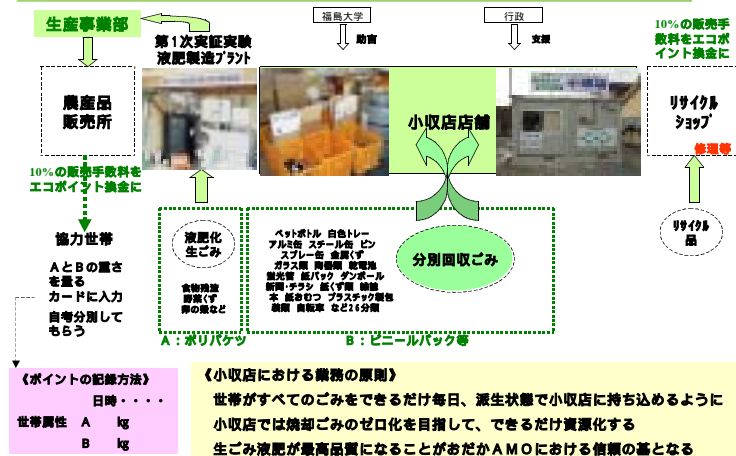 生産事業部
福島大学
助言
行政
支援
10%の販売手
数料をエコポ
イント換金に
第1次実証実験
液肥製造プラント
農産品
販売所
小収店店舗
リサイクル
ショップ
修理等
10%の販売手数料を
エコポイント換金に
協力世帯
AとBの重さ
を量る
カードに入力
自考分別して
もらう
液肥化
生ごみ
食物残渣
野菜くず
卵の殻など
A：ポリバケツ
ペットボトル 白色トレー
アルミ缶 スチール缶 ビン
スプレー缶 金属くず
ガラス類 陶器類 乾電池
蛍光管 紙パック ダンボール
新聞・チラシ 紙くず類
本 紙おむつ プラスチック梱包
自転車 など26分類
分別回収ごみ
B：ビニールパック等
リサイクル
品
《ポイントの記録方法》
日時・・・・
世帯属性 A kg
B kg
《小収店における業務の原則》
世帯がすべてのごみをできるだけ毎日、派生状態で小収店に持ち込めるように
小収店では焼却ごみのゼロ化を目指して、できるだけ資源化する
生ごみ液肥が最高品質になることがおだかAMOにおける信頼の基となる